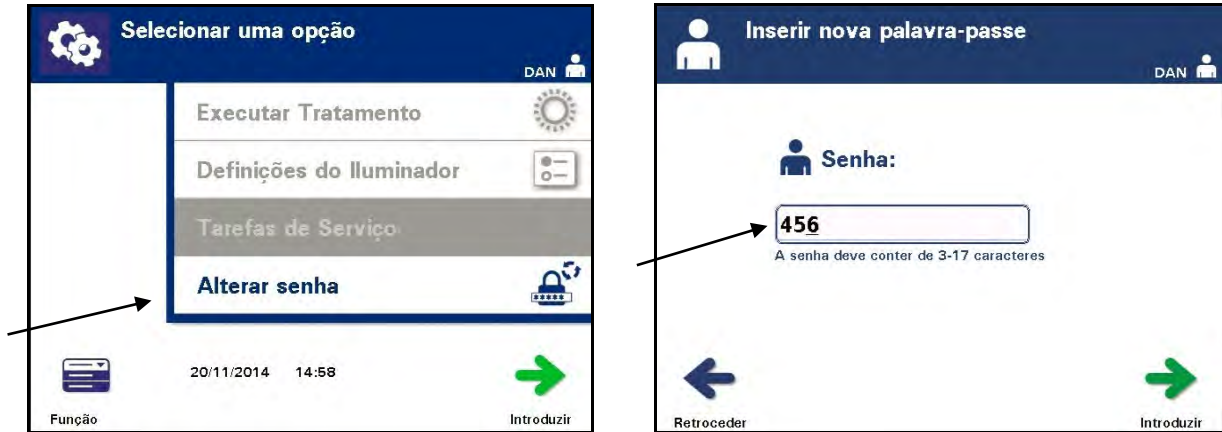 Selecionar uma opção
DAN
Executar Tratamento
Definições do Iluminador
Tarefas de Serviço
Alterar senha
*****
20/11/2014 14:58
Função
Introduzir
Inserir nova palavra-passe
DAN
Senha:
456
A senha deve conter de 3-17 caracteres
Retroceder
Introduzir